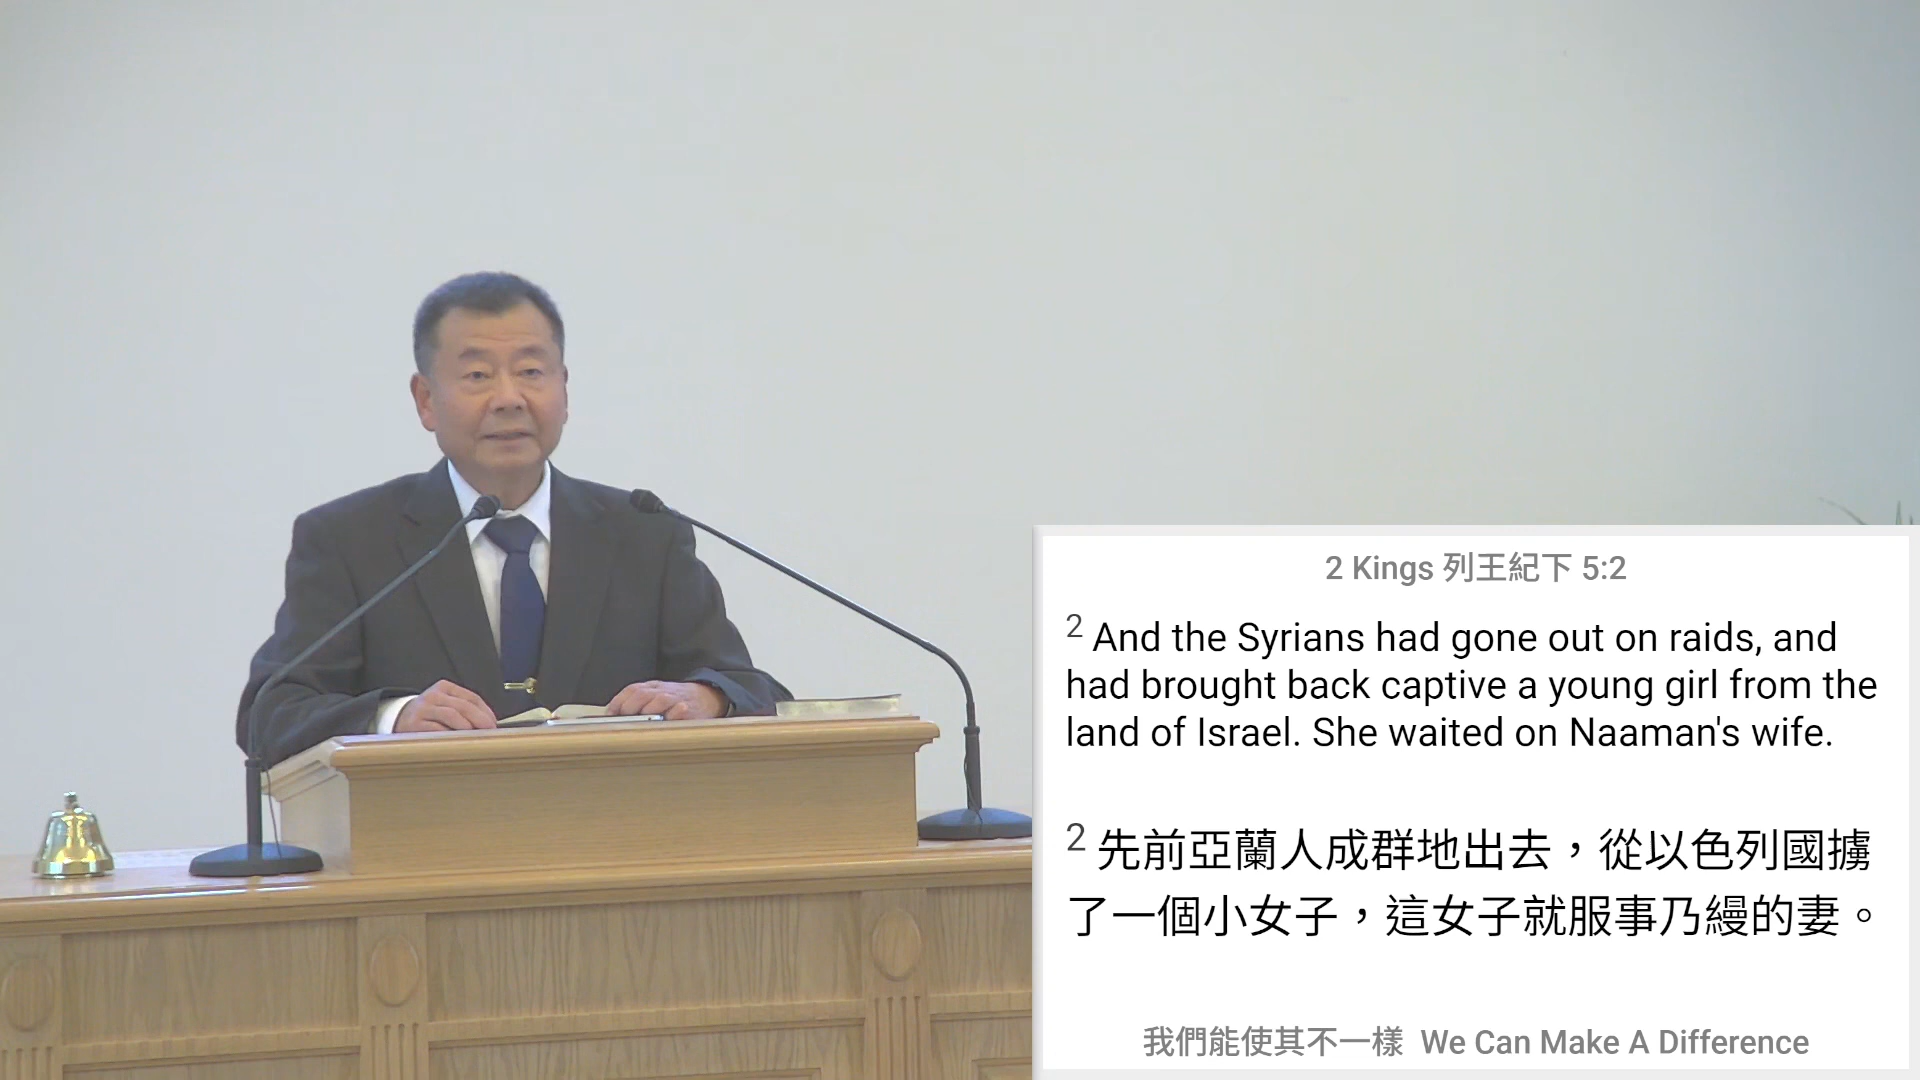 2 Kings 列王紀下 5:2
2 And the Syrians had gone out on raids, and
had brought back captive a young girl from the
land of Israel. She waited on Naaman's wife.
2 先前亞蘭人成群地出去，從以色列國擄
了一個小女子，這女子就服事乃縵的妻。
我們能使其不一樣 We Can Make A Difference